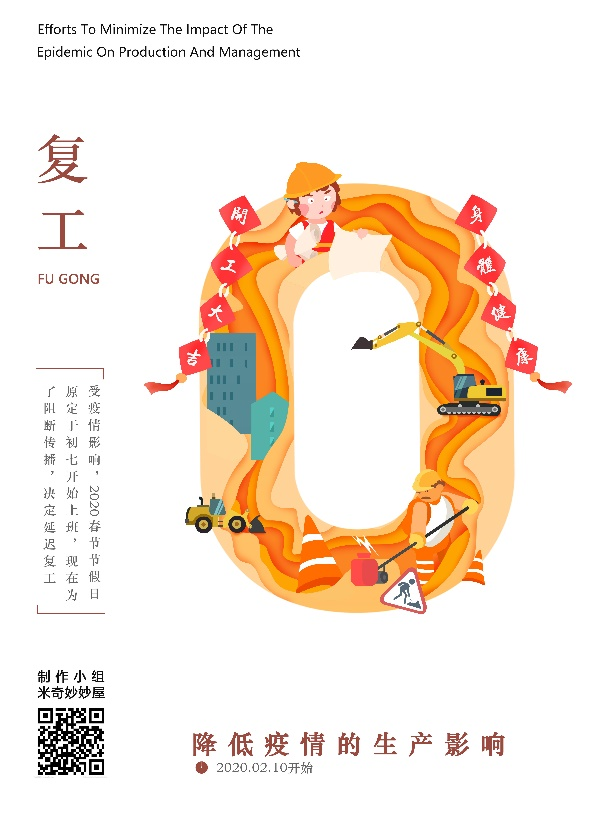 Efforts To Minimize The Impact Of The
Epidemic On Production And Management
复
工
FU GONG
開工大吉
身體健康
受疫情影响，2020春节节假日
原定于初七开始上班，现在为
了阻断传播，决定延迟复工
制作小组
米奇妙妙屋
降低疫情的生产影响
2020.02.10开始